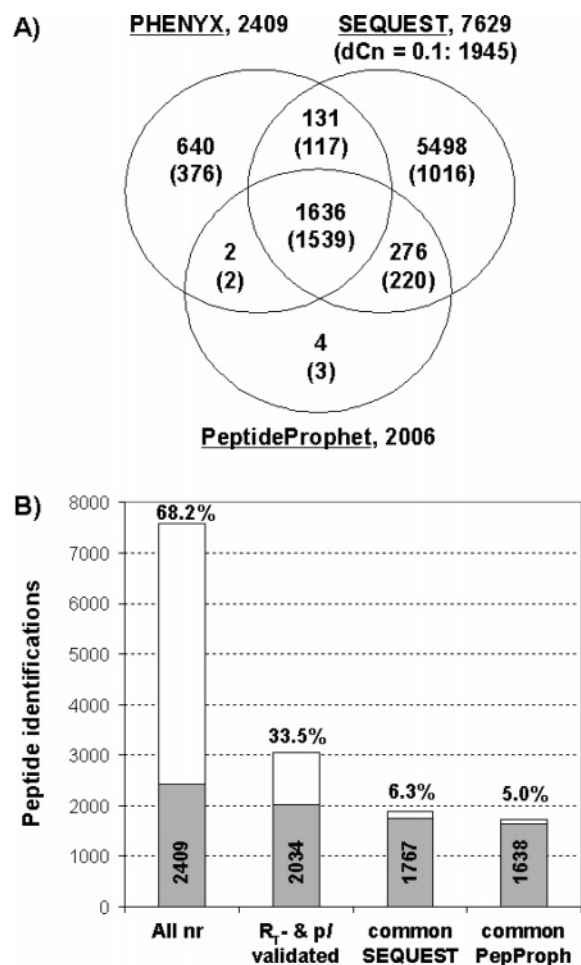 A)
PHENYX, 2409 SEQUEST, 7629
(dCn = 0.1: 1945)
131
(117)
640
(376)
5498
(1016)
1636
(1539)
2
(2)
276
(220)
4
(3)
PeptideProphet, 2006
B)
Peptide identifications
8000
7000
6000
5000
4000
3000
2000
1000
0
68.2%
33.5%
6.3%
5.0%
2409
2034
1767
1638
All nr
RT- & pI
validated
common
SEQUEST
common
PepProph